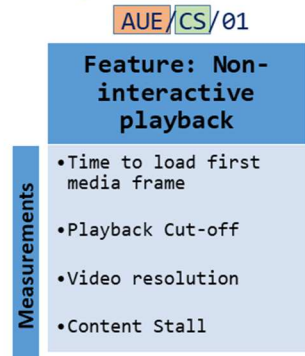 AUE/CS/01
Feature: Non-
interactive
playback
Measurements
•Time to load first
media frame
•Playback Cut-off
•Video resolution
•Content Stall